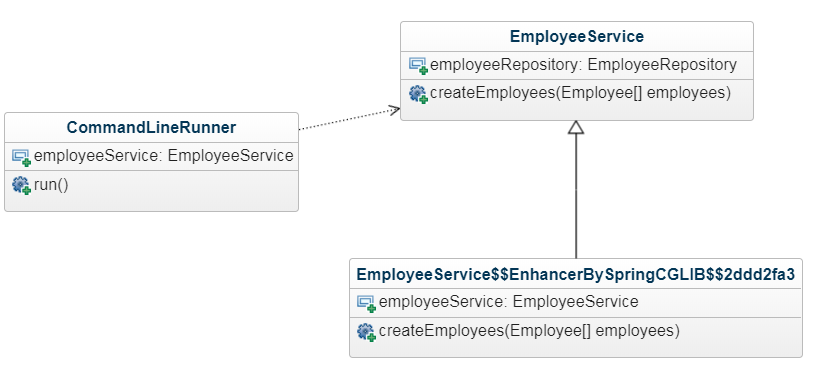 EmployeeService
employeeRepository: EmployeeRepository
createEmployees(Employee[] employees)
CommandLineRunner
employeeService: EmployeeService
run()
EmployeeService$$EnhancerBySpringCGLIB$$2ddd2fa3
employeeService: EmployeeService
createEmployees(Employee[] employees)